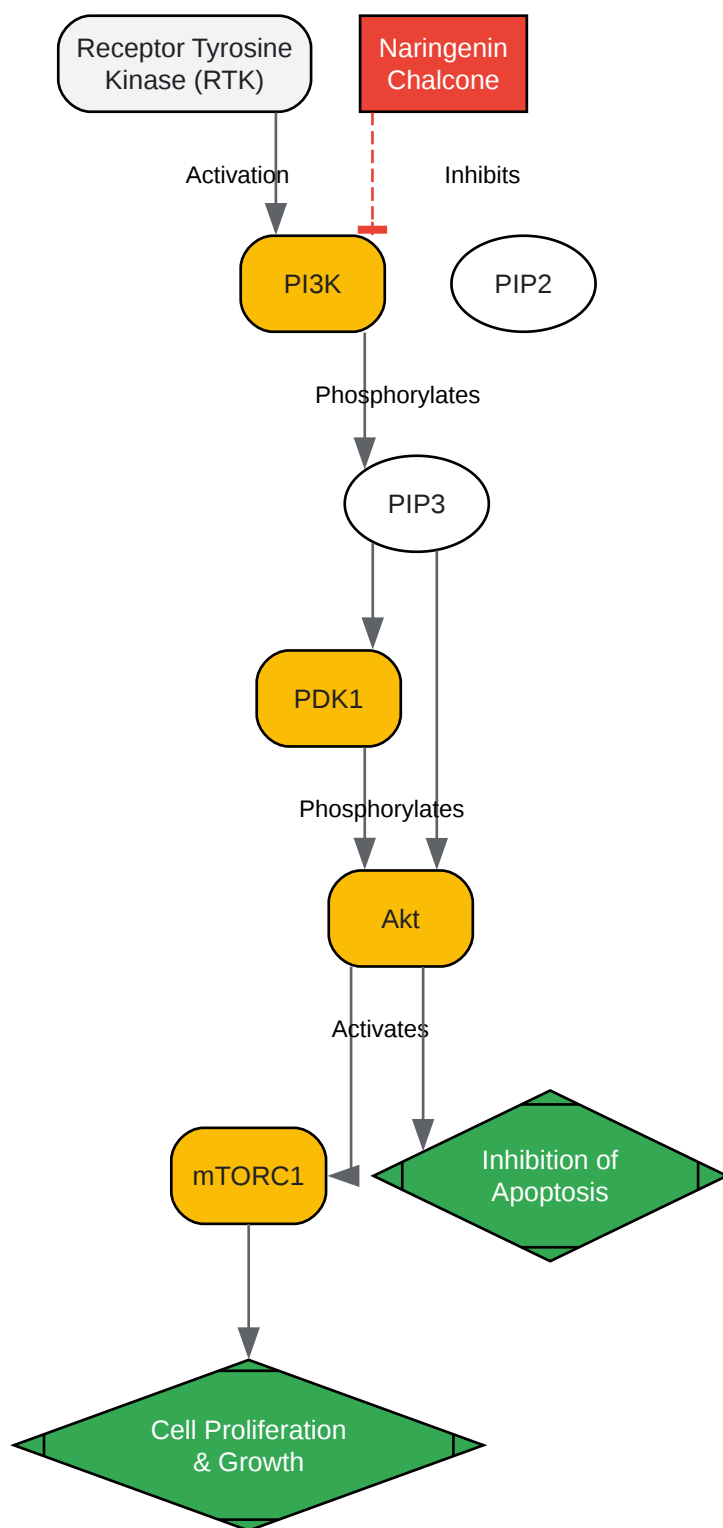 Receptor Tyrosine
Kinase (RTK)
Naringenin
Chalcone
Activation
Inhibits
PI3K
PIP2
Phosphorylates
PIP3
PDK1
Phosphorylates
Akt
Activates
mTORC1
Inhibition of
Apoptosis
Cell Proliferation
& Growth